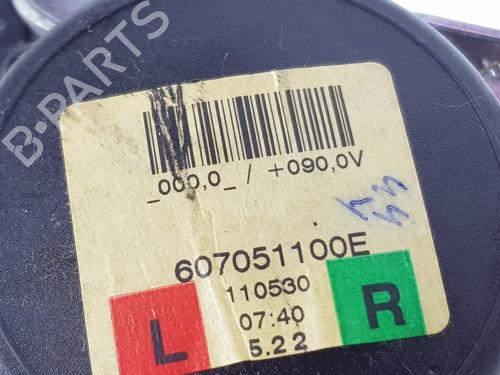 B-PARTS
_000,0_ / +090,0V
607051100E
110530
07:40
5.22
L
R